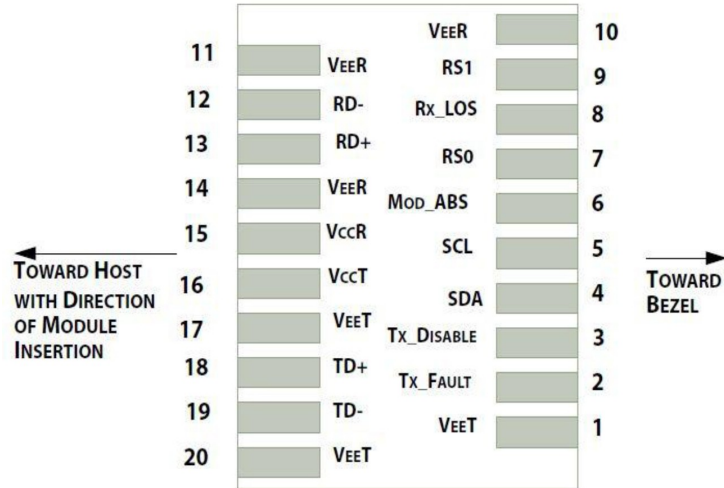 11 VEER
12 RD-
13 RD+
14 VEER
15 VCCR
16 VCCT
17 VEET
18 TD+
19 TD-
20 VEET
VEER 10
RS1 9
RX_LOS 8
RS0 7
MOD_ABS 6
SCL 5
SDA 4
TX_DISABLE 3
TX_FAULT 2
VEET 1
TOWARD HOST
WITH DIRECTION
OF MODULE
INSERTION
TOWARD
BEZEL